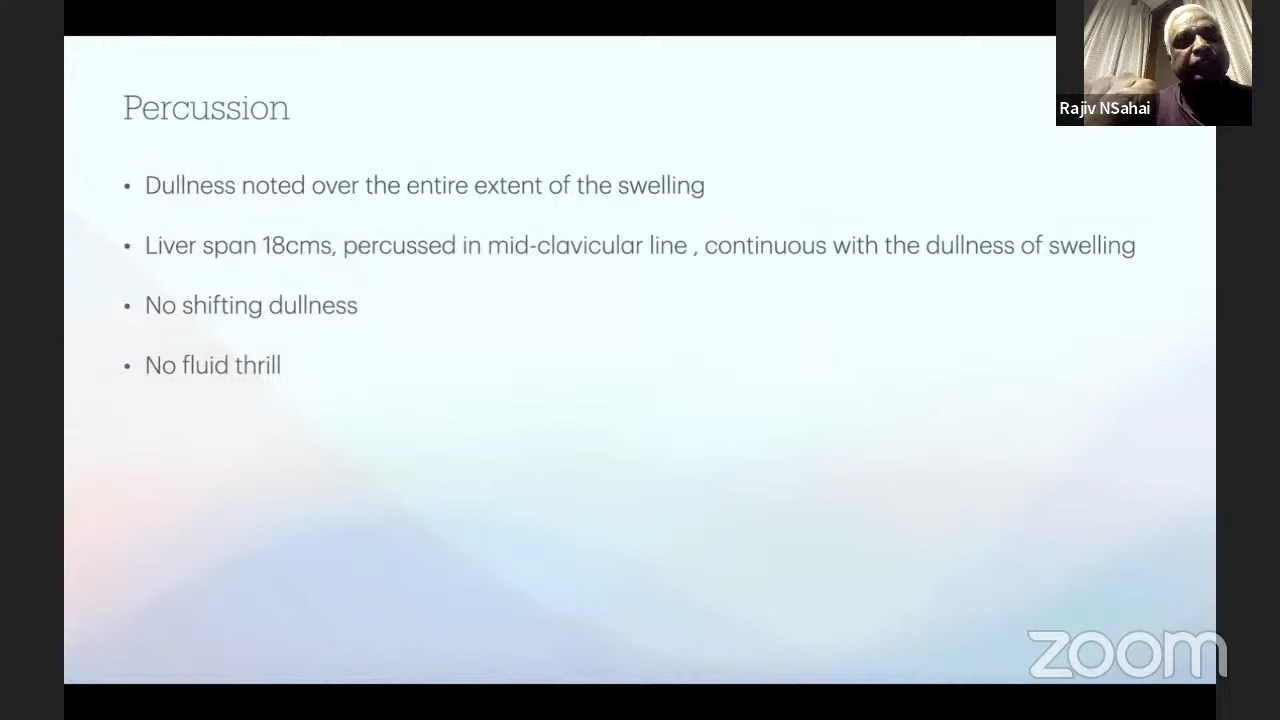 Percussion
Rajiv NSahai
• Dullness noted over the entire extent of the swelling
• Liver span 18cms, percussed in mid-clavicular line , continuous with the dullness of swelling
• No shifting dullness
• No fluid thrill
zoom